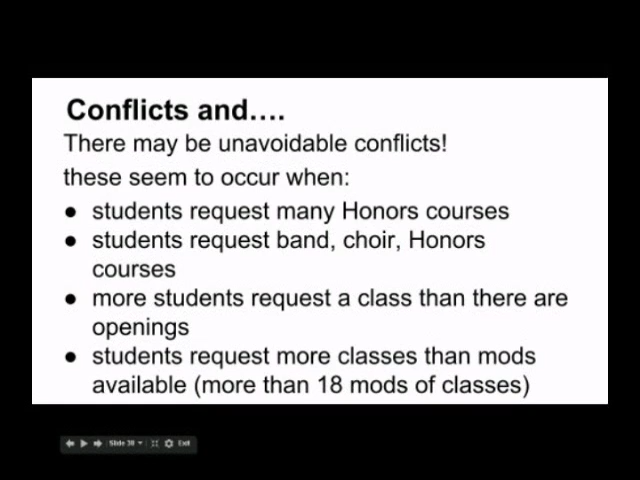 Conflicts and….
There may be unavoidable conflicts!
these seem to occur when:
● students request many Honors courses
● students request band, choir, Honors
courses
● more students request a class than there are
openings
● students request more classes than mods
available (more than 18 mods of classes)
Slide 30 Exit